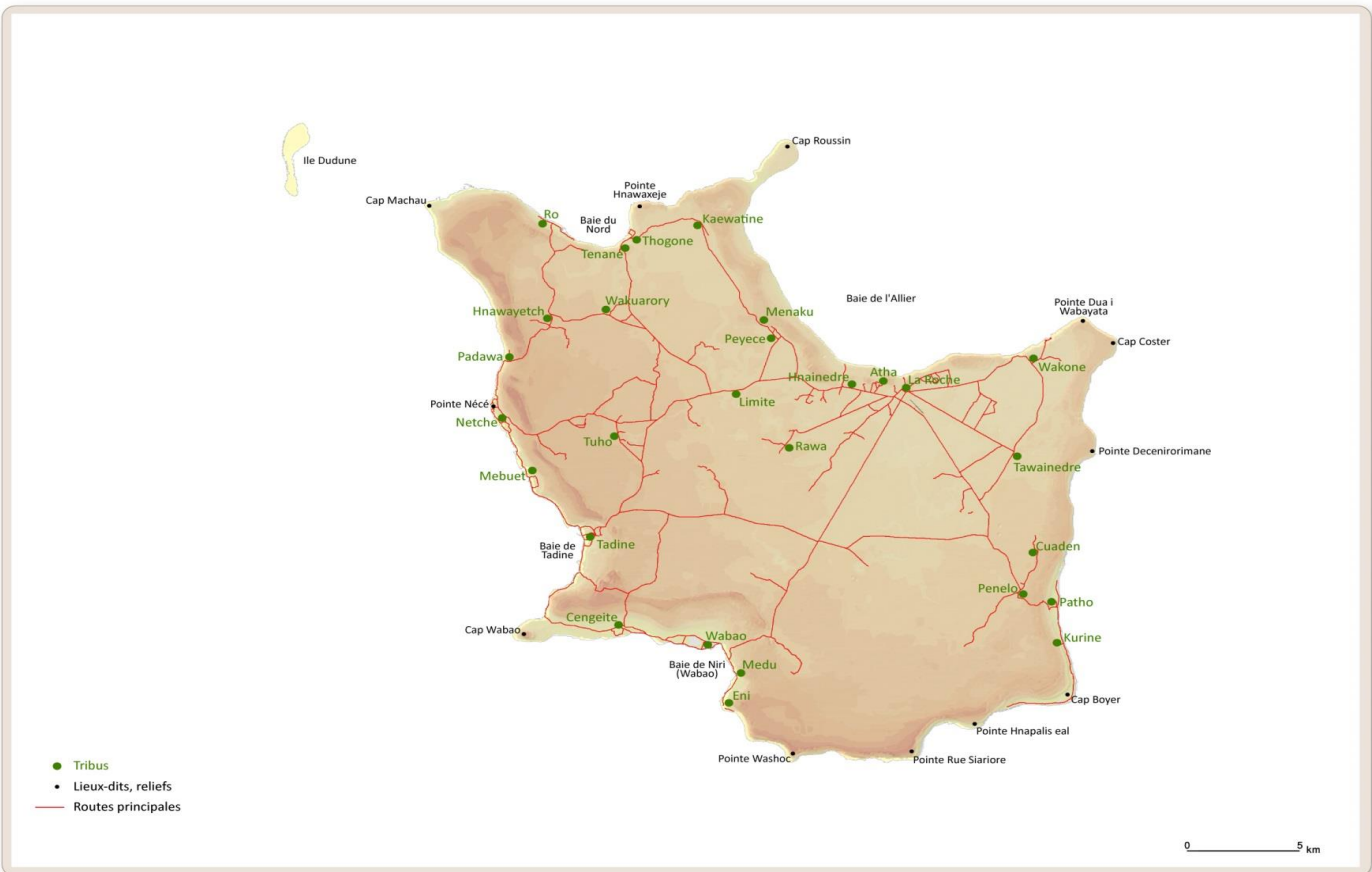 Cap Roussin
Ile Dudune
Pointe
Hnawaxeje
Cap Machau
Ro
Baie du
Nord
Kaewatine
Thogone
Tenane
Baie de l'Allier
Wakuarory
Pointe Dua i
Wabayata
Hnawayetch
Menaku
Peyece
Cap Coster
Padawa
Wakone
Hnainedre
Atha
La Roche
Pointe Nécé
Limite
Netche
Tuho
Rawa
Pointe Decenirorimane
Tawainedre
Mebuet
Baie de
Tadine
Tadine
Cuaden
Penelo
Patho
Cengeite
Cap Wabao
Wabao
Kurine
Baie de Niri
(Wabao)
Medu
Eni
Cap Boyer
Pointe Hnapalis eal
Pointe Washoc
Pointe Rue Siariore
Tribus
Lieux-dits, reliefs
Routes principales
0 5 km